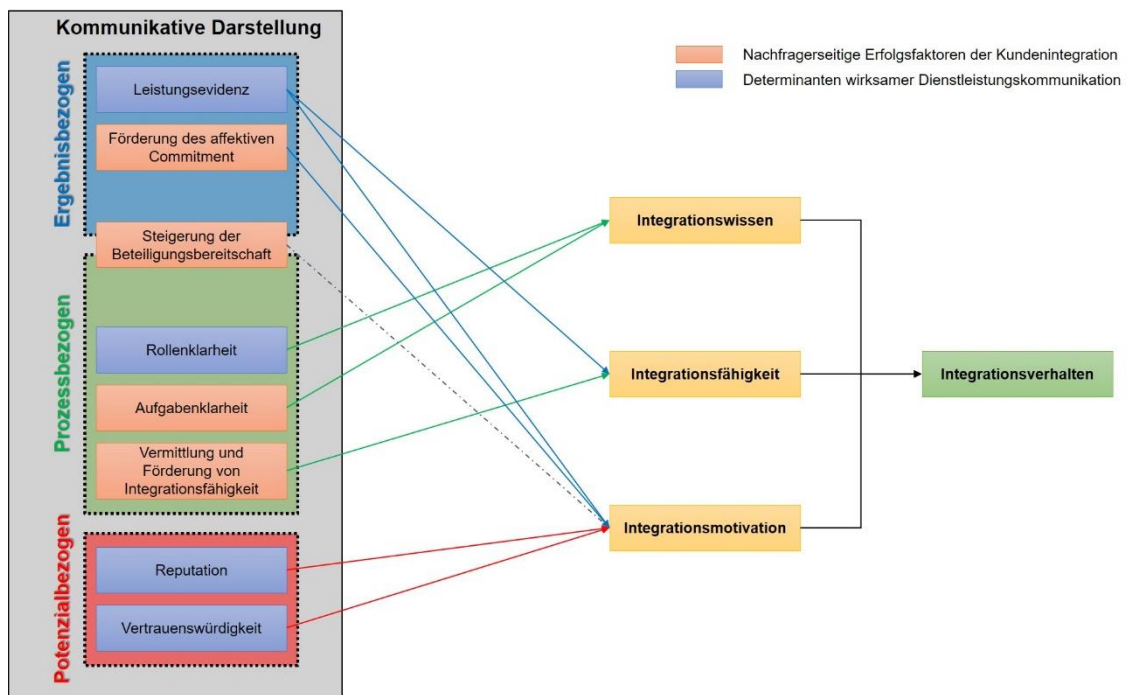 Kommunikative Darstellung
Ergebnisbezogen
Leistungsevidenz
Förderung des affektiven
Commitment
Steigerung der
Beteiligungsbereitschaft
Prozessbezogen
Rollenklarheit
Aufgabenklarheit
Vermittlung und
Förderung von
Integrationsfähigkeit
Potenzialbezogen
Reputation
Vertrauenswürdigkeit
Nachfragerseitige Erfolgsfaktoren der Kundenintegration
Determinanten wirksamer Dienstleistungskommunikation
Integrationswissen
Integrationsfähigkeit
Integrationsmotivation
Integrationsverhalten